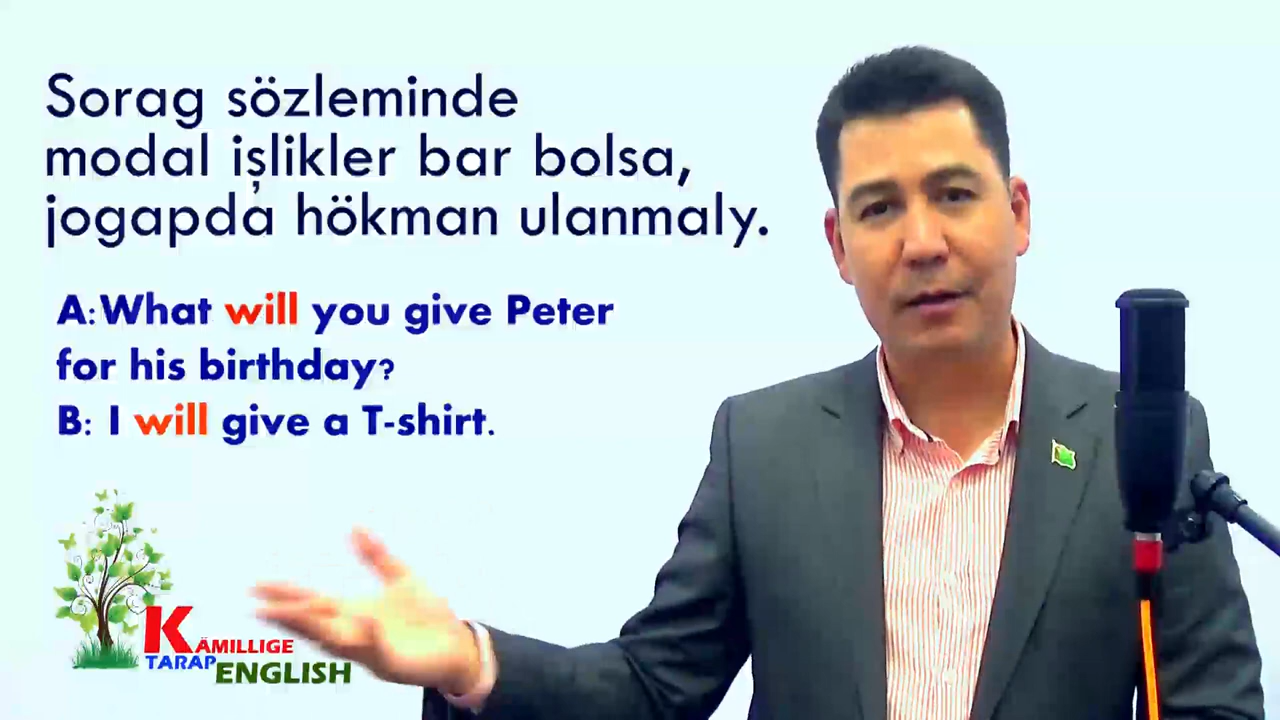 Sorag sözleminde
modal işlikler bar bolsa,
jogapda hökman ulanmaly.
A:What will you give Peter
for his birthday?
B: I will give a T-shirt.
KÄMILLIGE
TARAP ENGLISH